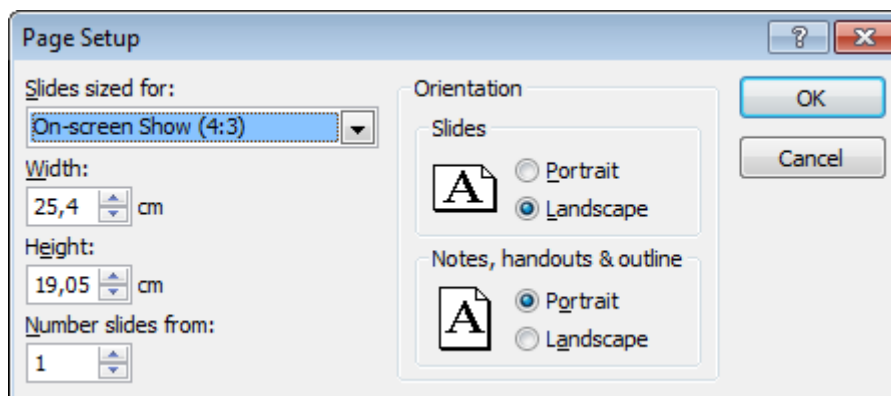 Page Setup
Slides sized for:
On-screen Show (4:3)
Width:
25,4 cm
Height:
19,05 cm
Number slides from:
1
Orientation
Slides
A
Portrait
Landscape
Notes, handouts & outline
A
Portrait
Landscape
OK
Cancel